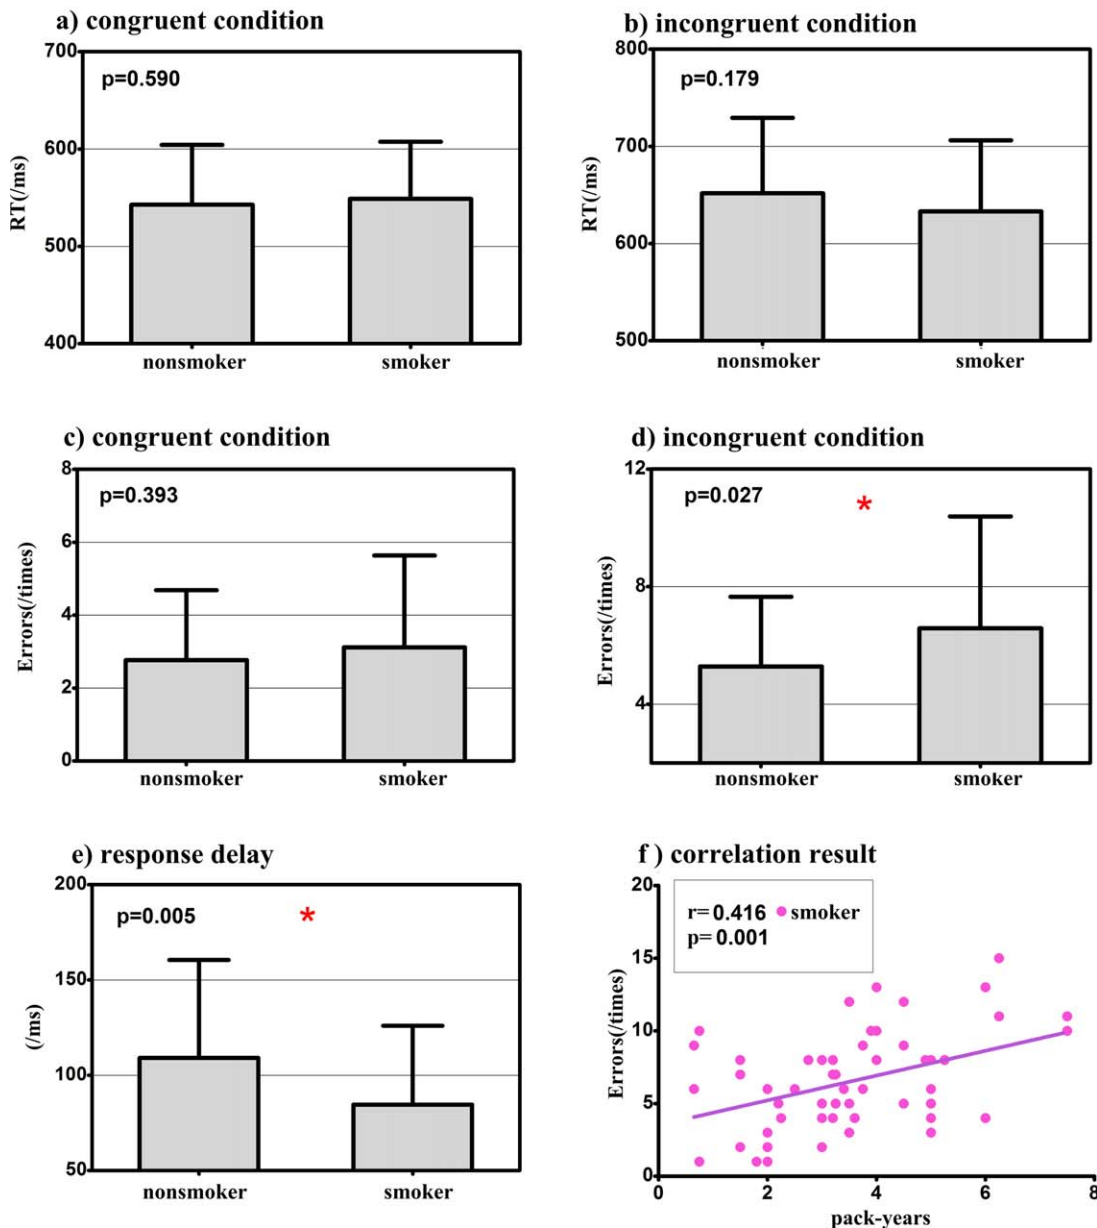 a) congruent condition
700
p=0.590
600
RT(/ms)
500
400
nonsmoker smoker
b) incongruent condition
800
p=0.179
700
RT(/ms)
600
500
nonsmoker smoker
c) congruent condition
8
p=0.393
6
Errors(/times)
4
2
0
nonsmoker smoker
d) incongruent condition
12
p=0.027 *
8
Errors(/times)
4
nonsmoker smoker
e) response delay
200
p=0.005 *
150
(/ms)
100
50
nonsmoker smoker
f ) correlation result
20
r= 0.416 smoker
p= 0.001
15
Errors(/times)
10
5
0
0 2 4 6 8
pack-years